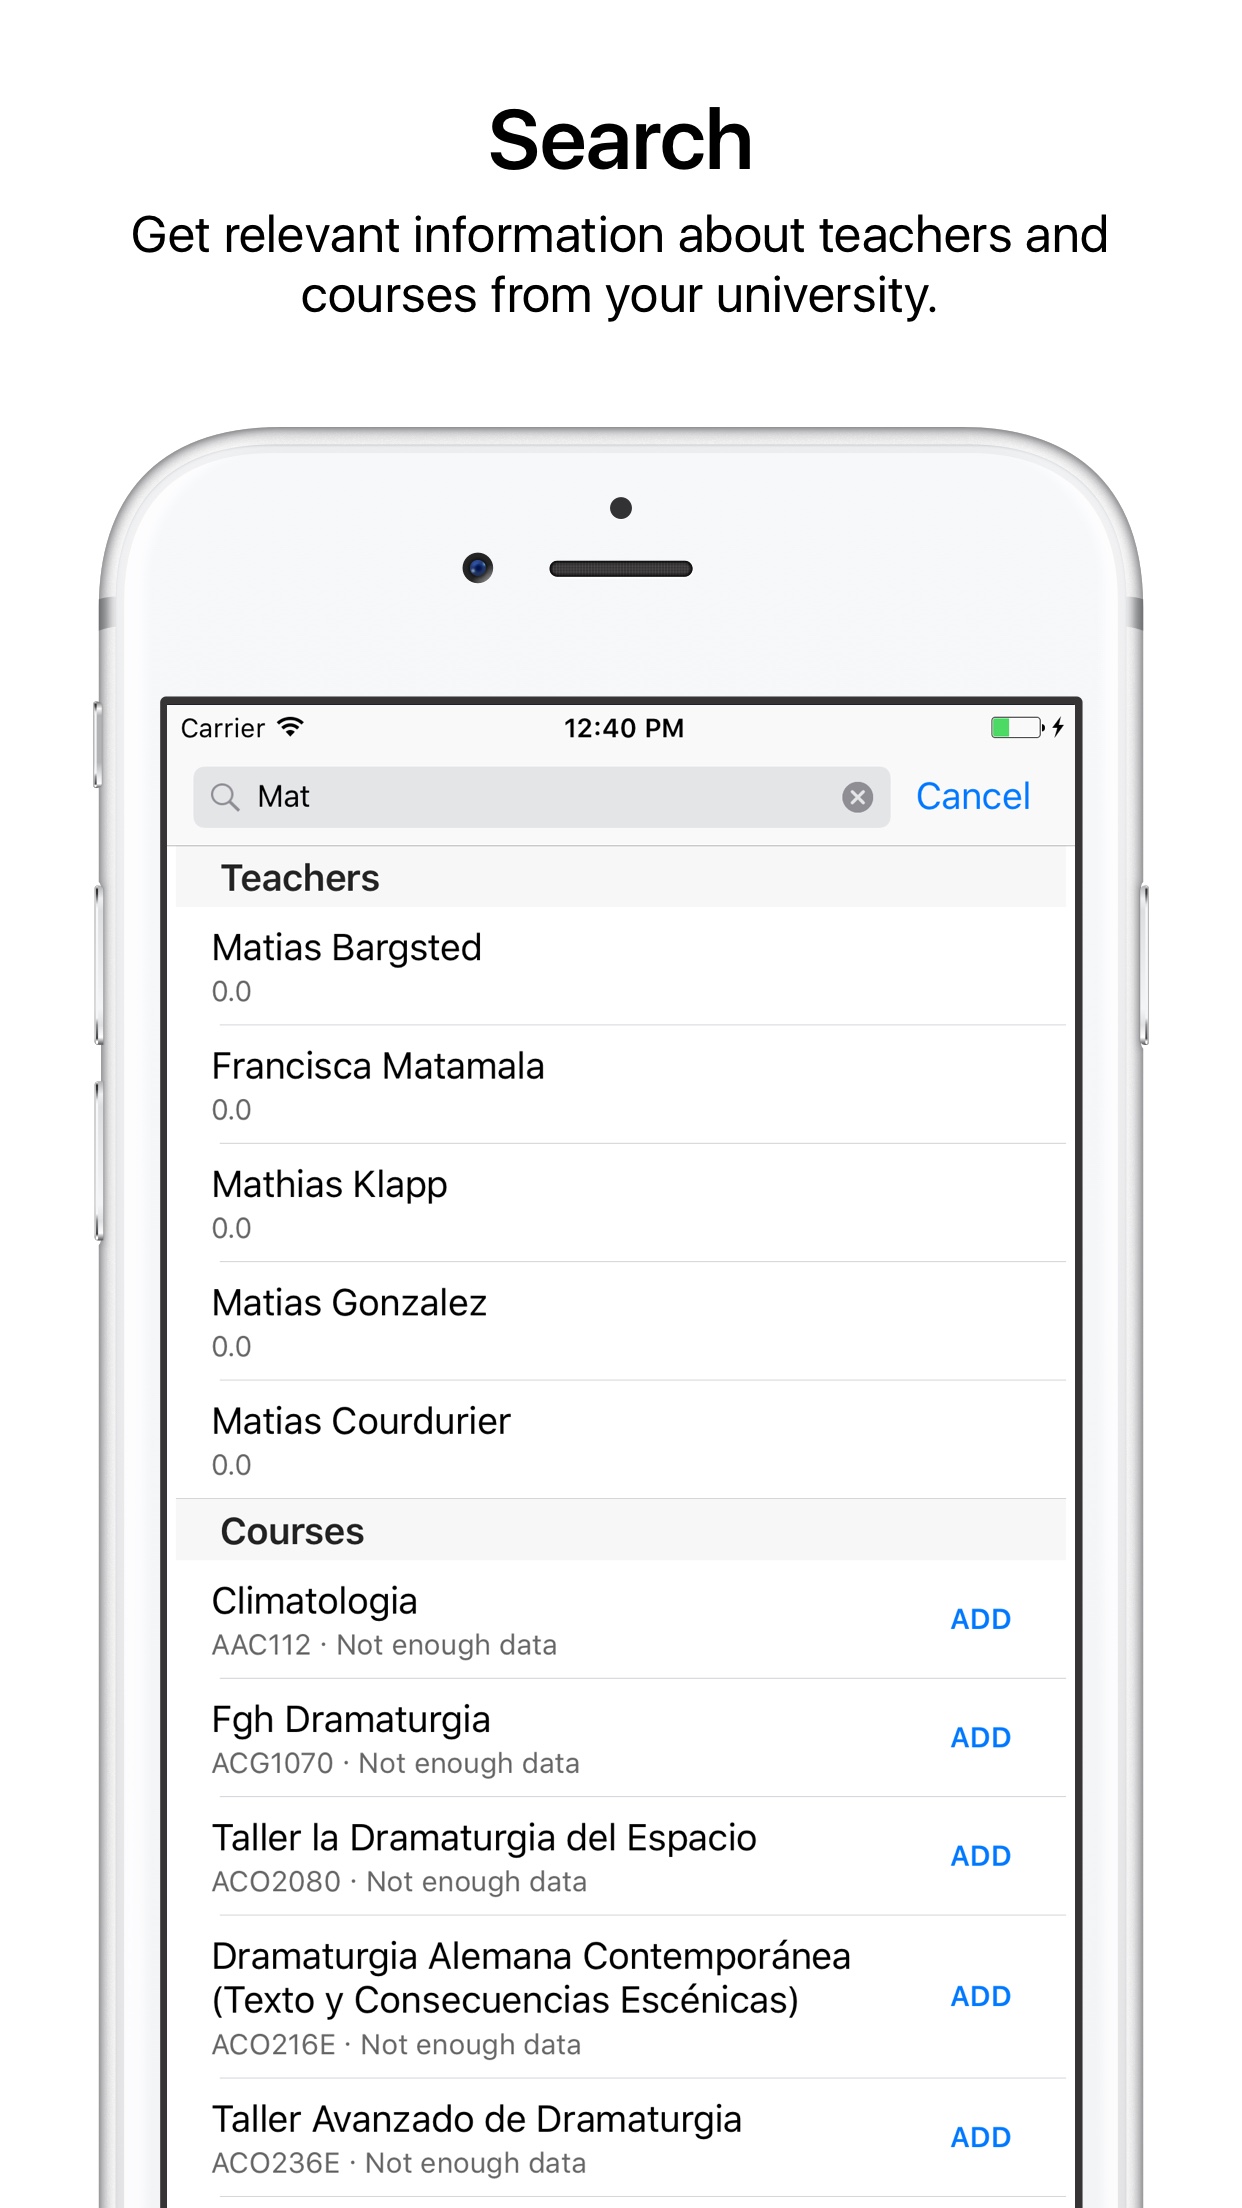 Search
Get relevant information about teachers and
courses from your university.
Carrier 12:40 PM
Mat Cancel
Teachers
Matias Bargsted
0.0
Francisca Matamala
0.0
Mathias Klapp
0.0
Matias Gonzalez
0.0
Matias Courdurier
0.0
Courses
Climatologia
AAC112 · Not enough data
ADD
Fgh Dramaturgia
ACG1070 · Not enough data
ADD
Taller la Dramaturgia del Espacio
ACO2080 · Not enough data
ADD
Dramaturgia Alemana Contemporánea
(Texto y Consecuencias Escénicas)
ACO216E · Not enough data
ADD
Taller Avanzado de Dramaturgia
ACO236E · Not enough data
ADD